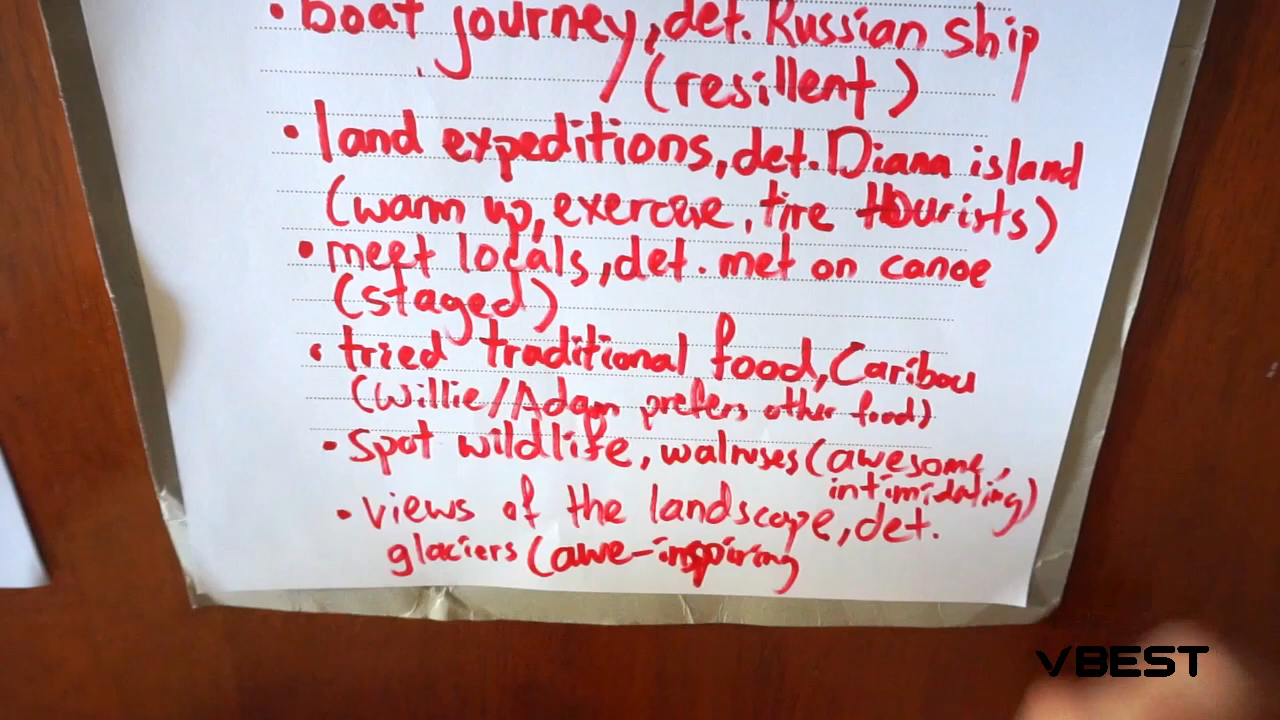 • boat journey, det. Russian ship
(resillent)
• land expeditions, det. Diana island
(warm up, exercise, tire tourists)
• meet locals, det. met on canoe
(staged)
• tried traditional food, Caribou
(Willie/Adam prefers other food)
• spot wildlife, walruses (awesome,
intimidating)
• views of the landscape, det.
glaciers (awe-inspiring
VBEST